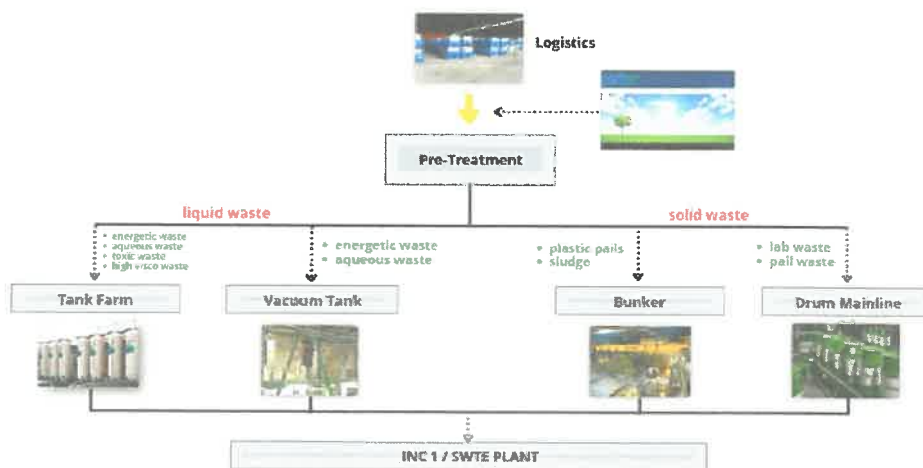 Logistics
Pre-Treatment
liquid waste
solid waste
• energetic waste
• aqueous waste
• toxic waste
• high visco waste
• energetic waste
• aqueous waste
• plastic pails
• sludge
• lab waste
• pail waste
Tank Farm
Vacuum Tank
Bunker
Drum Mainline
INC 1 / SWTE PLANT